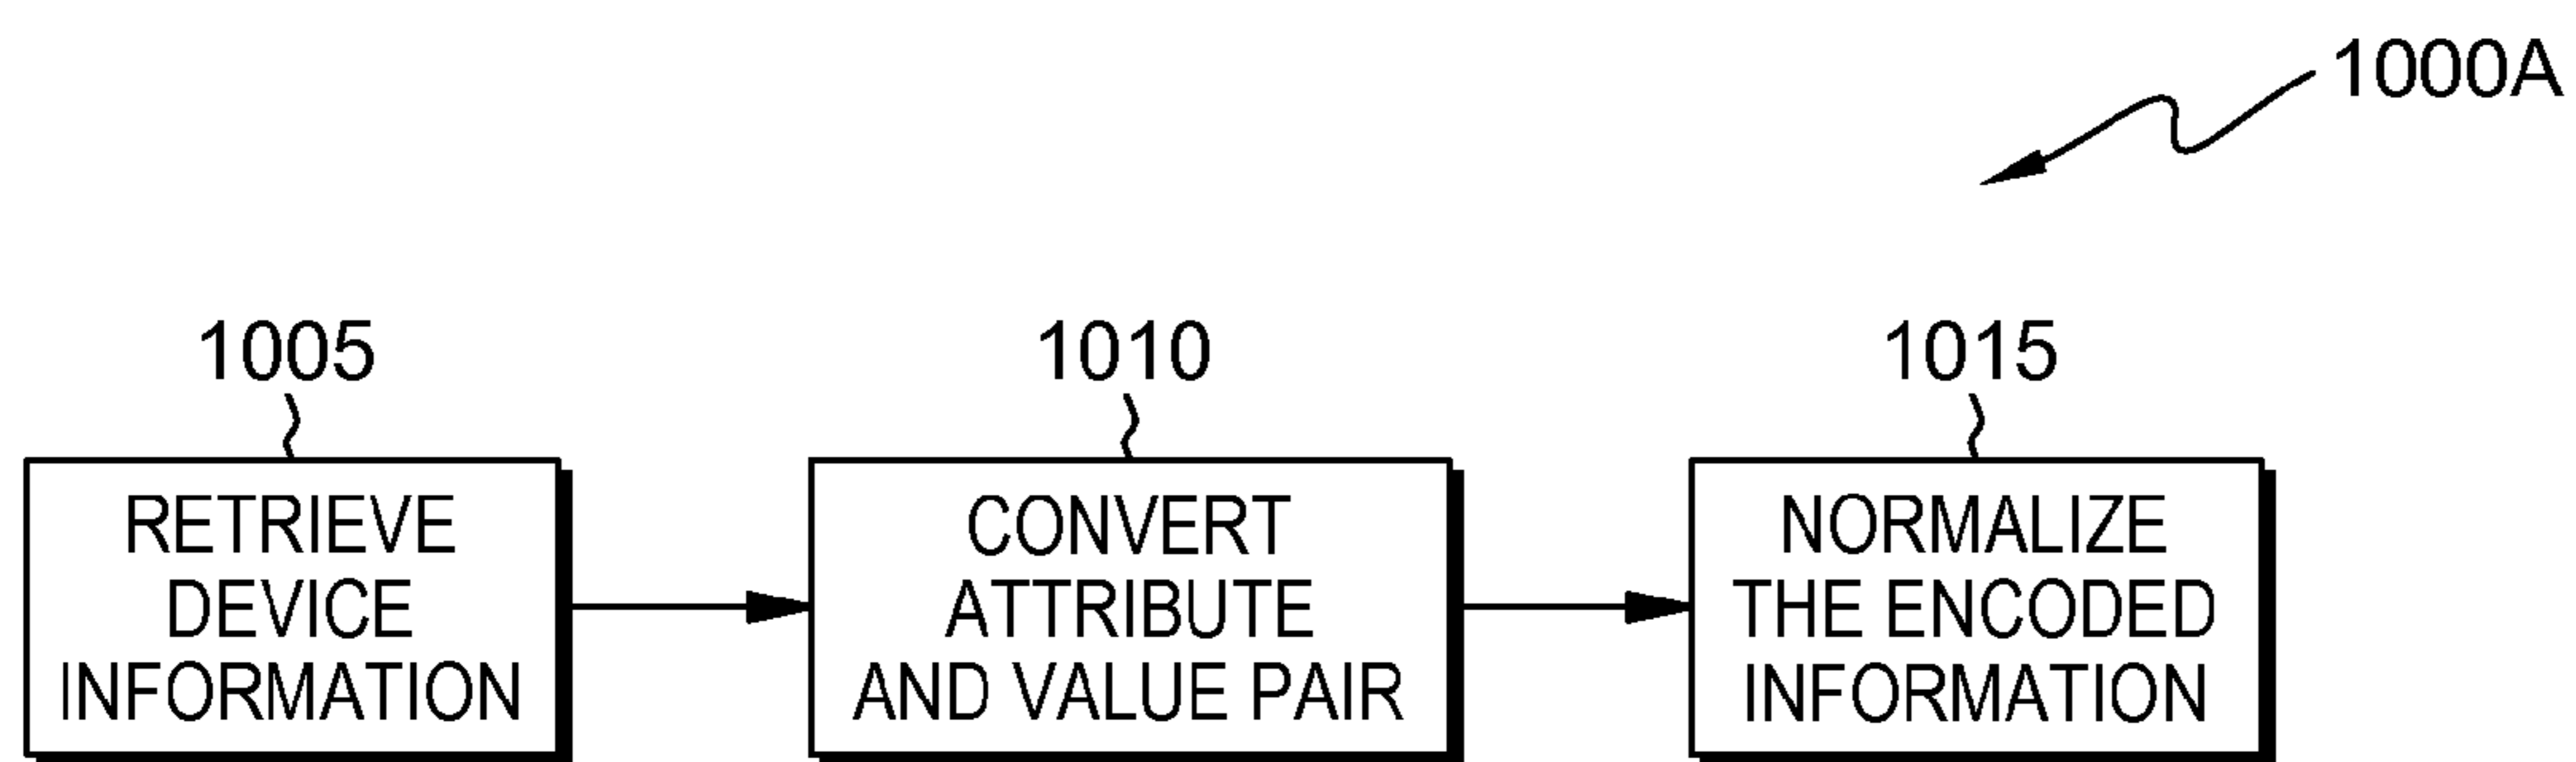 1000A
1005
RETRIEVE
DEVICE
INFORMATION
1010
CONVERT
ATTRIBUTE
AND VALUE PAIR
1015
NORMALIZE
THE ENCODED
INFORMATION